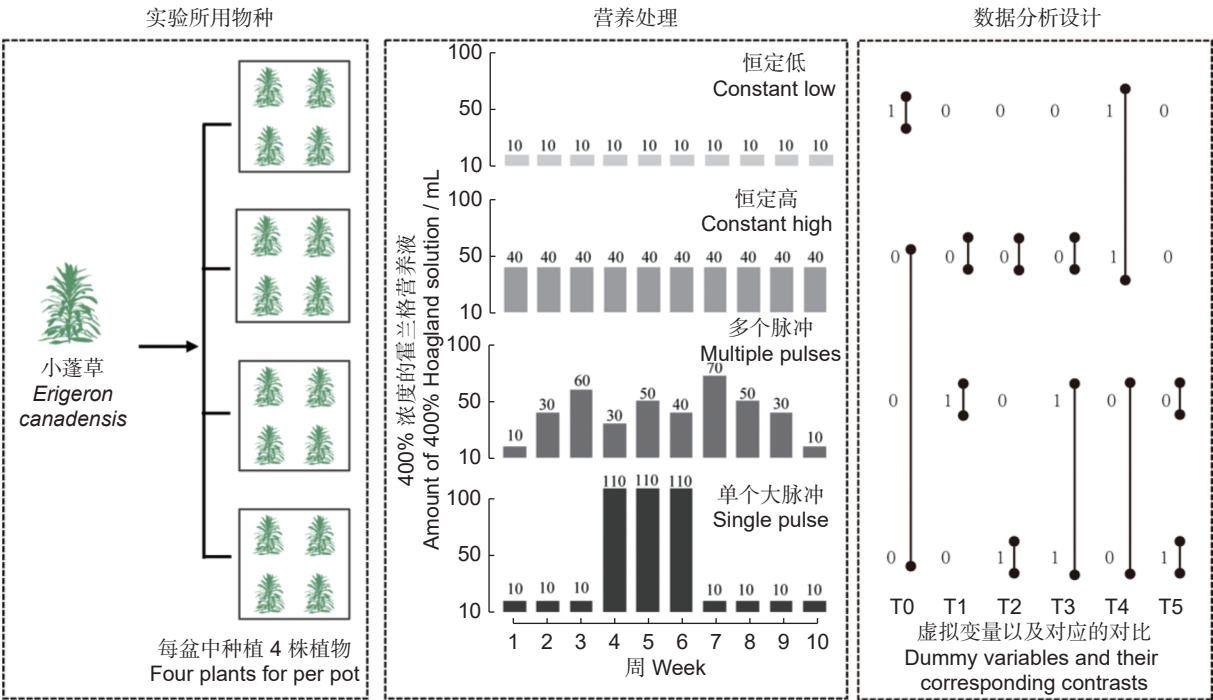 实验所用物种
小蓬草
Erigeron
canadensis
每盆中种植 4 株植物
Four plants for per pot
营养处理
400% 浓度的霍兰格营养液
Amount of 400% Hoagland solution / mL
100
50
10
恒定低
Constant low
10 10 10 10 10 10 10 10 10 10
100
50
10
恒定高
Constant high
40 40 40 40 40 40 40 40 40 40
100
50
10
多个脉冲
Multiple pulses
10 30 60 30 50 40 70 50 30 10
100
50
10
单个大脉冲
Single pulse
10 10 10 110 110 110 10 10 10 10
1 2 3 4 5 6 7 8 9 10
周 Week
数据分析设计
1 0 0 0 1 0
0 0 0 0 1 0
0 1 0 1 0 0
0 0 1 1 0 1
T0 T1 T2 T3 T4 T5
虚拟变量以及对应的对比
Dummy variables and their
corresponding contrasts